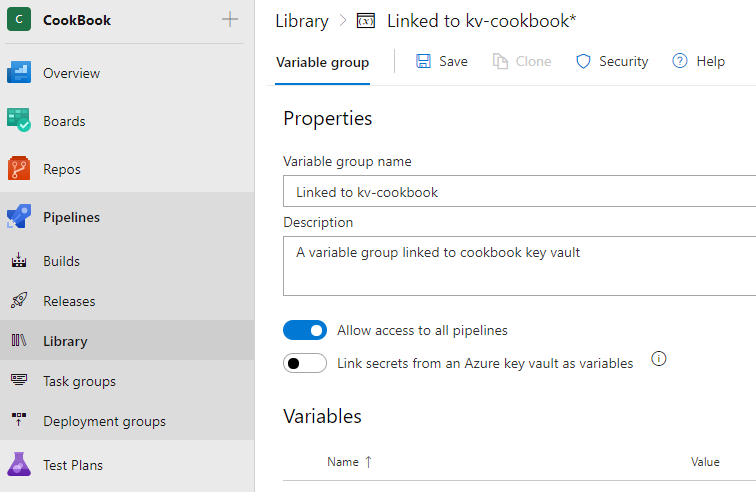 C CookBook +
Overview
Boards
Repos
Pipelines
Builds
Releases
Library
Task groups
Deployment groups
Test Plans
Library > (x) Linked to kv-cookbook*
Variable group Save Clone Security ? Help
Properties
Variable group name
Linked to kv-cookbook
Description
A variable group linked to cookbook key vault
Allow access to all pipelines
Link secrets from an Azure key vault as variables i
Variables
Name ↑ Value